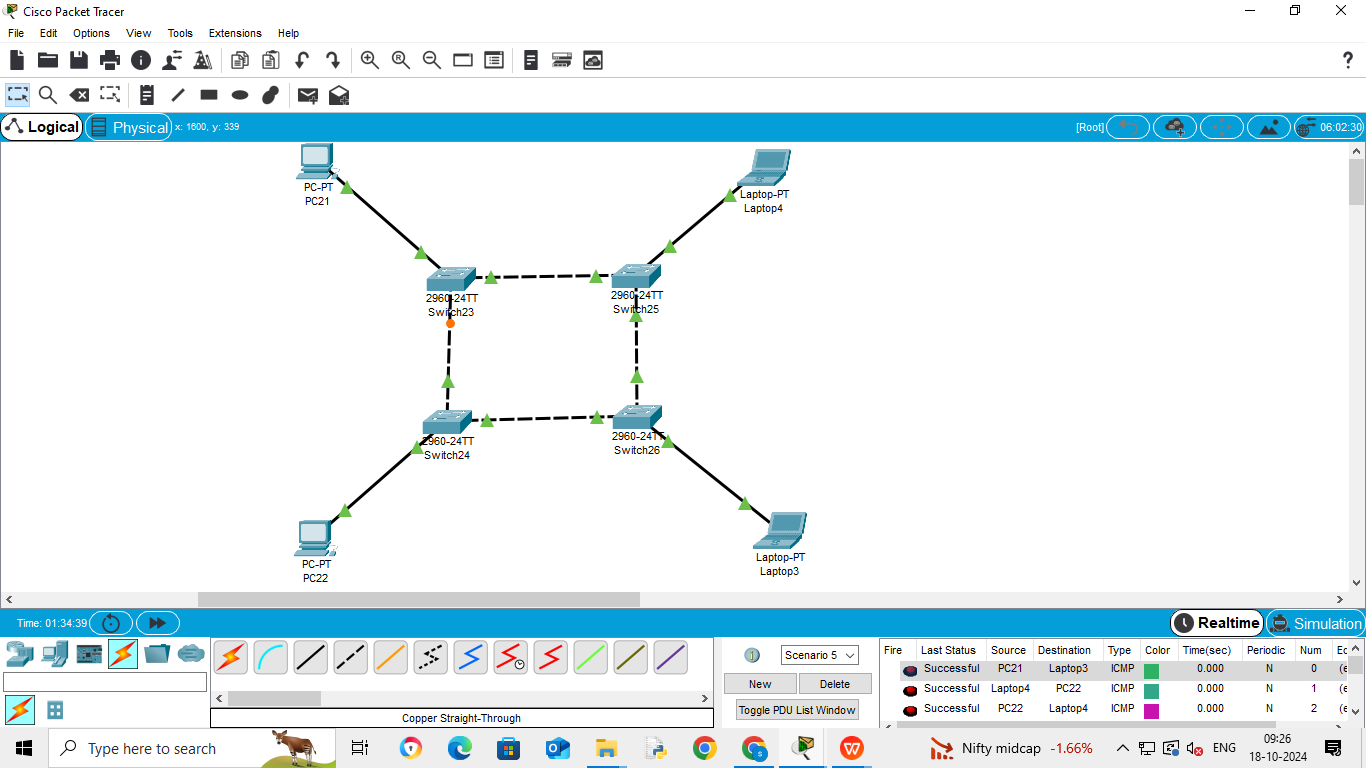 Cisco Packet Tracer
File Edit Options View Tools Extensions Help
?
Logical Physical x: 1600, y: 339 [Root] 06:02:30
PC-PT
PC21
Laptop-PT
Laptop4
2960-24TT
Switch23
2960-24TT
Switch25
2960-24TT
Switch24
2960-24TT
Switch26
PC-PT
PC22
Laptop-PT
Laptop3
Time: 01:34:39 Realtime Simulation
Scenario 5
New Delete
Toggle PDU List Window
Copper Straight-Through
Fire Last Status Source Destination Type Color Time(sec) Periodic Num
Successful PC21 Laptop3 ICMP 0.000 N 0 (e
Successful Laptop4 PC22 ICMP 0.000 N 1 (e
Successful PC22 Laptop4 ICMP 0.000 N 2 (e
Type here to search
Nifty midcap -1.66% ENG 09:26
18-10-2024